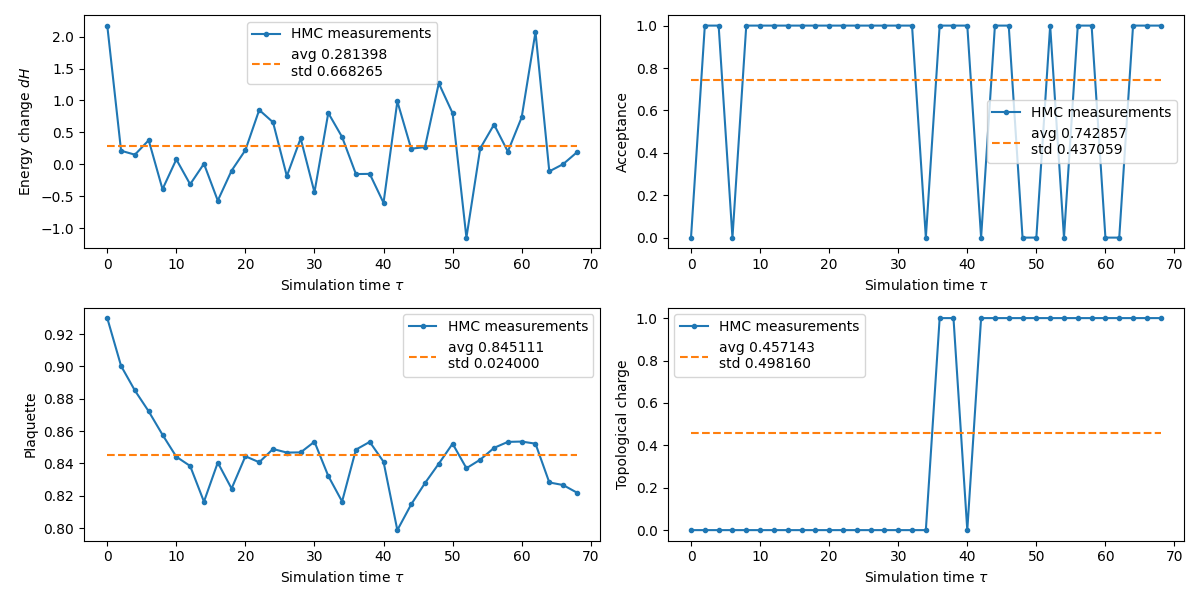 HMC measurements
avg 0.281398
std 0.668265
Energy change dH
2.0
1.5
1.0
0.5
0.0
−0.5
−1.0
0 10 20 30 40 50 60 70
Simulation time τ
HMC measurements
avg 0.742857
std 0.437059
Acceptance
1.0
0.8
0.6
0.4
0.2
0.0
0 10 20 30 40 50 60 70
Simulation time τ
HMC measurements
avg 0.845111
std 0.024000
Plaquette
0.92
0.90
0.88
0.86
0.84
0.82
0.80
0 10 20 30 40 50 60 70
Simulation time τ
HMC measurements
avg 0.457143
std 0.498160
Topological charge
1.0
0.8
0.6
0.4
0.2
0.0
0 10 20 30 40 50 60 70
Simulation time τ